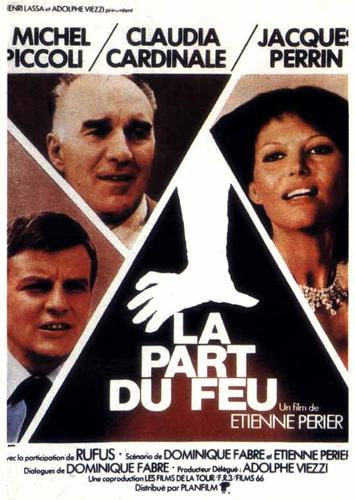 HENRI LASSA et ADOLPHE VIEZZI présentent
MICHEL / CLAUDIA / JACQUES
PICCOLI / CARDINALE / PERRIN
LA
PART
DU FEU
Un film de
ETIENNE PERIER
avec la participation de RUFUS - Scénario de DOMINIQUE FABRE et ETIENNE PERIER
Dialogues de DOMINIQUE FABRE - Producteur Délégué : ADOLPHE VIEZZI
Une coproduction LES FILMS DE LA TOUR/F.R.3/FILMS 66
Distribué par PLANFILM